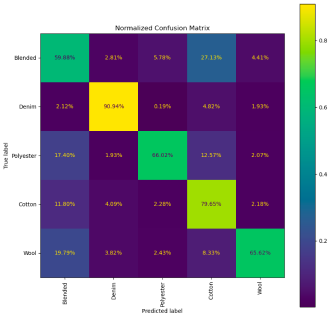 Normalized Confusion Matrix
Blended 59.88% 2.81% 5.78% 27.13% 4.41%
Denim 2.12% 90.94% 0.19% 4.82% 1.93%
Polyester 17.40% 1.93% 66.02% 12.57% 2.07%
Cotton 11.80% 4.09% 2.28% 79.65% 2.18%
Wool 19.79% 3.82% 2.43% 8.33% 65.62%
True label
Blended
Denim
Polyester
Cotton
Wool
Predicted label
0.8
0.6
0.4
0.2